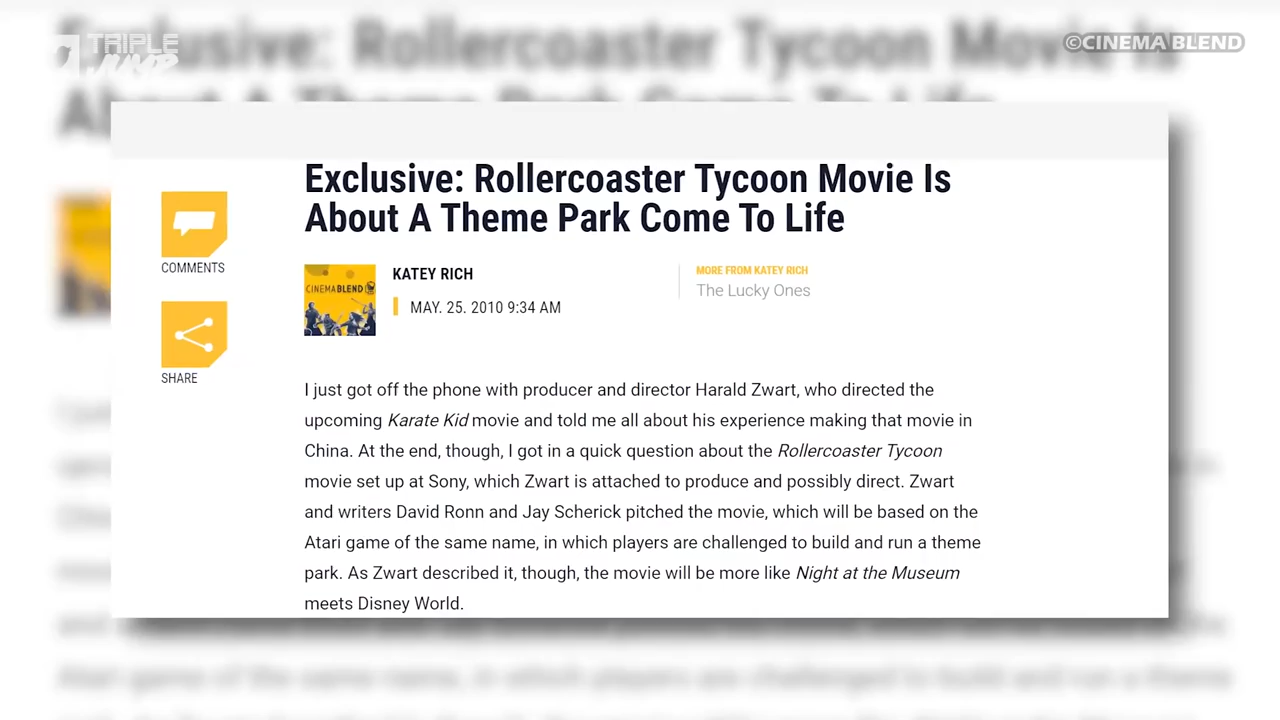 TRIPLE
JUMP
©CINEMA BLEND
Exclusive: Rollercoaster Tycoon Movie Is
About A Theme Park Come To Life
COMMENTS
SHARE
CINEMABLEND
KATEY RICH
MAY. 25. 2010 9:34 AM
MORE FROM KATEY RICH
The Lucky Ones
I just got off the phone with producer and director Harald Zwart, who directed the
upcoming Karate Kid movie and told me all about his experience making that movie in
China. At the end, though, I got in a quick question about the Rollercoaster Tycoon
movie set up at Sony, which Zwart is attached to produce and possibly direct. Zwart
and writers David Ronn and Jay Scherick pitched the movie, which will be based on the
Atari game of the same name, in which players are challenged to build and run a theme
park. As Zwart described it, though, the movie will be more like Night at the Museum
meets Disney World.